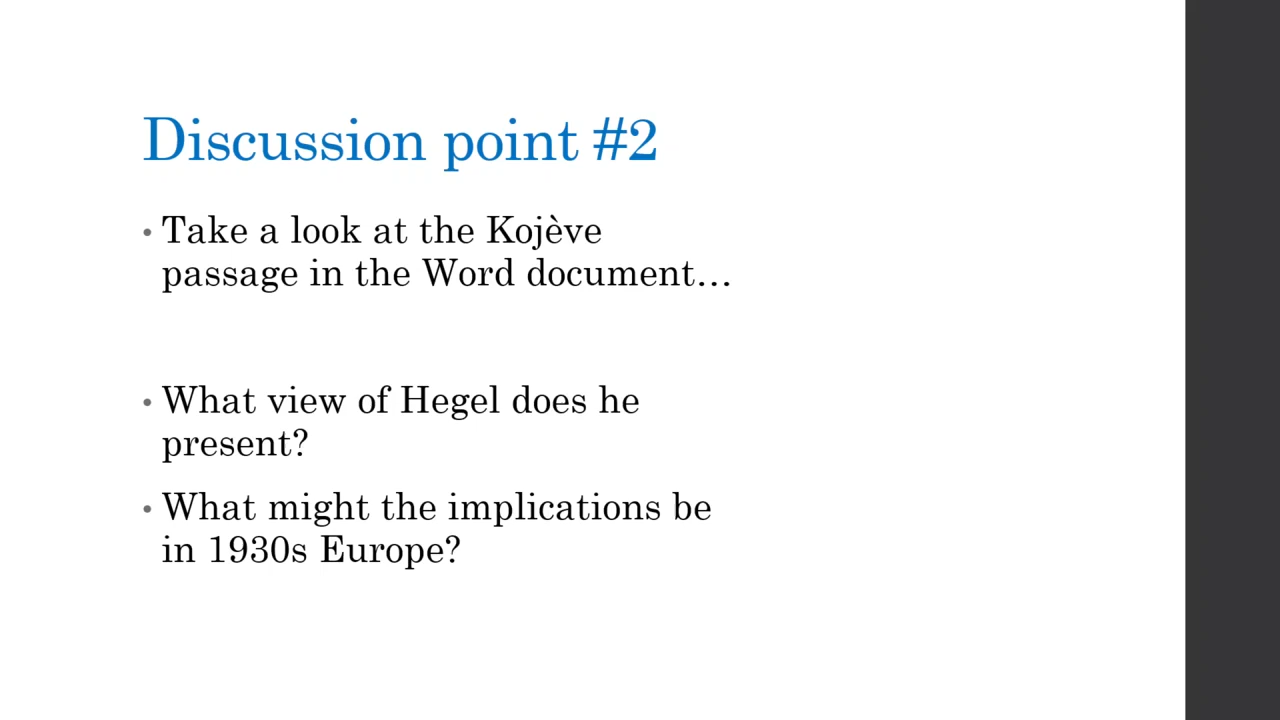 Discussion point #2
• Take a look at the Kojève
passage in the Word document…
• What view of Hegel does he
present?
• What might the implications be
in 1930s Europe?